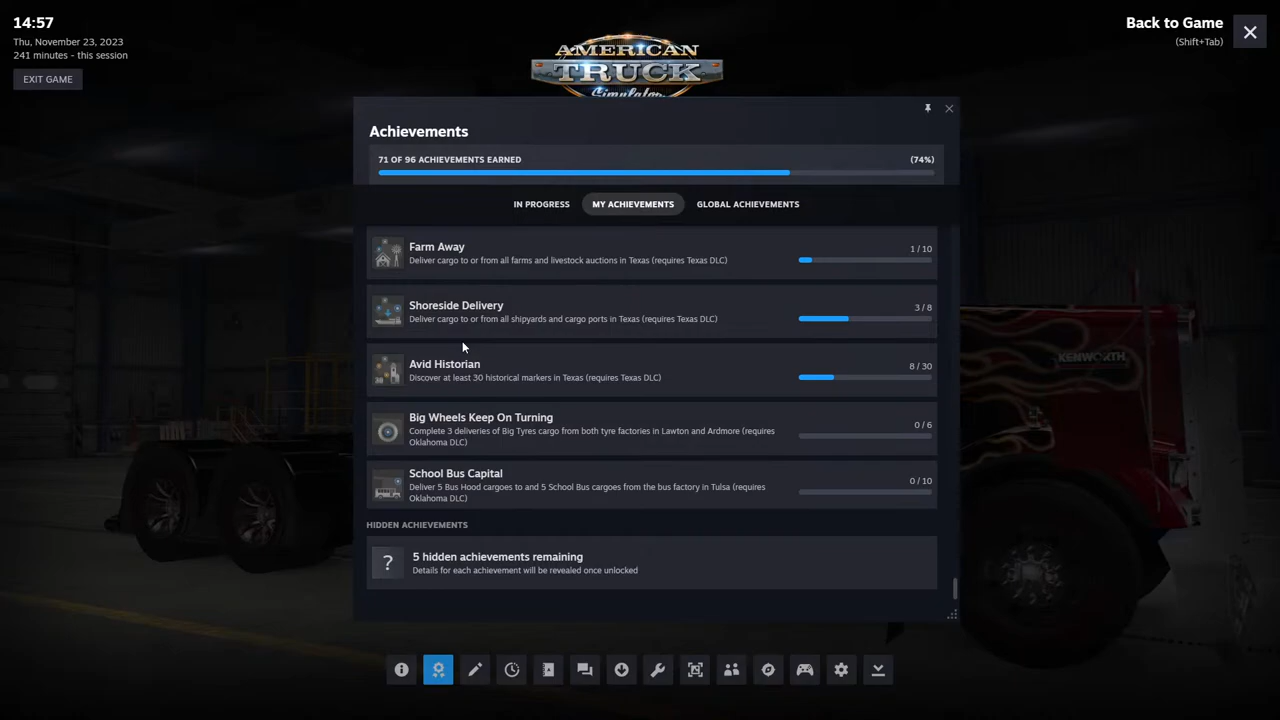 14:57
Thu, November 23, 2023
241 minutes - this session
EXIT GAME
Back to Game
(Shift+Tab)
AMERICAN
TRUCK
Simulator
Achievements
71 OF 96 ACHIEVEMENTS EARNED
(74%)
IN PROGRESS
MY ACHIEVEMENTS
GLOBAL ACHIEVEMENTS
Farm Away
Deliver cargo to or from all farms and livestock auctions in Texas (requires Texas DLC)
1 / 10
Shoreside Delivery
Deliver cargo to or from all shipyards and cargo ports in Texas (requires Texas DLC)
3 / 8
Avid Historian
Discover at least 30 historical markers in Texas (requires Texas DLC)
8 / 30
30
Big Wheels Keep On Turning
Complete 3 deliveries of Big Tyres cargo from both tyre factories in Lawton and Ardmore (requires
Oklahoma DLC)
0 / 6
School Bus Capital
Deliver 5 Bus Hood cargoes to and 5 School Bus cargoes from the bus factory in Tulsa (requires
Oklahoma DLC)
0 / 10
HIDDEN ACHIEVEMENTS
?
5 hidden achievements remaining
Details for each achievement will be revealed once unlocked
KENWORTH